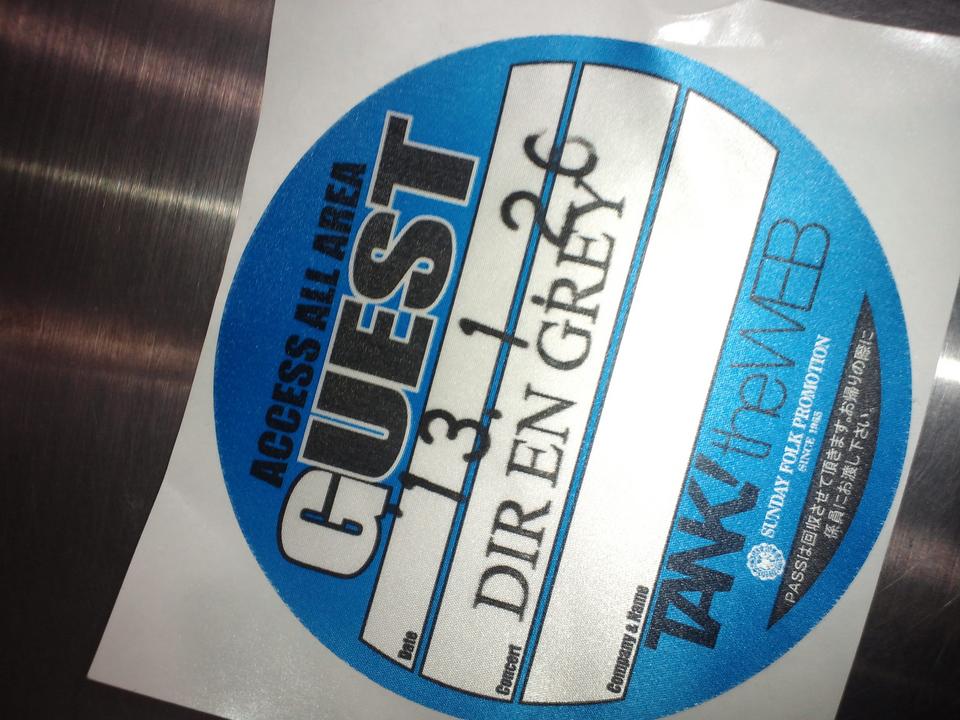 ACCESS ALL AREA
GUEST
Date '13. 1. 26
Concert DIR EN GREY
Company & Name
TANK! the WEB
SUNDAY FOLK PROMOTION
SINCE 1965
PASSは回収させて頂きます。お帰りの際に
係員にお渡し下さい。